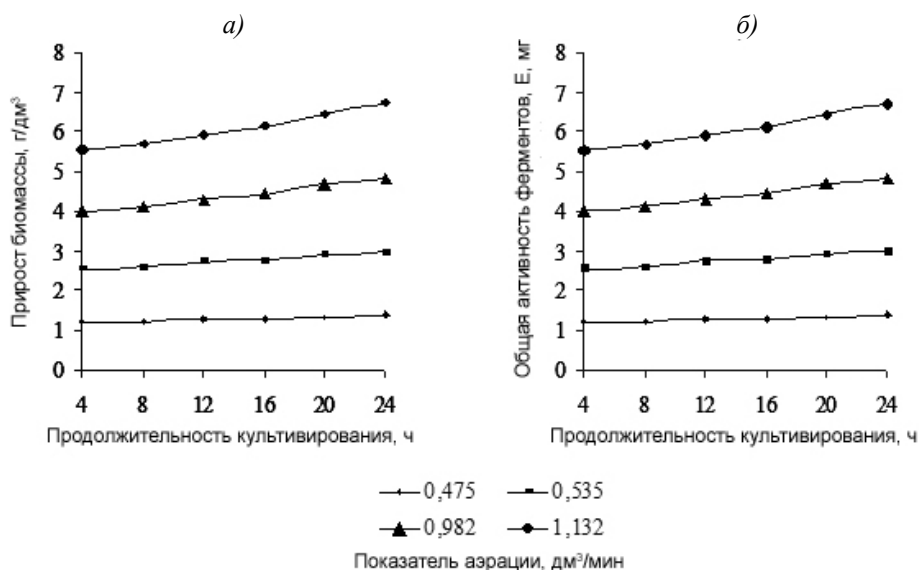 а)
Прирост биомассы, г/дм³
8
7
6
5
4
3
2
1
0
4 8 12 16 20 24
Продолжительность культивирования, ч
б)
Общая активность ферментов, Е, мг
8
7
6
5
4
3
2
1
0
4 8 12 16 20 24
Продолжительность культивирования, ч
0,475 0,535
0,982 1,132
Показатель аэрации, дм³/мин